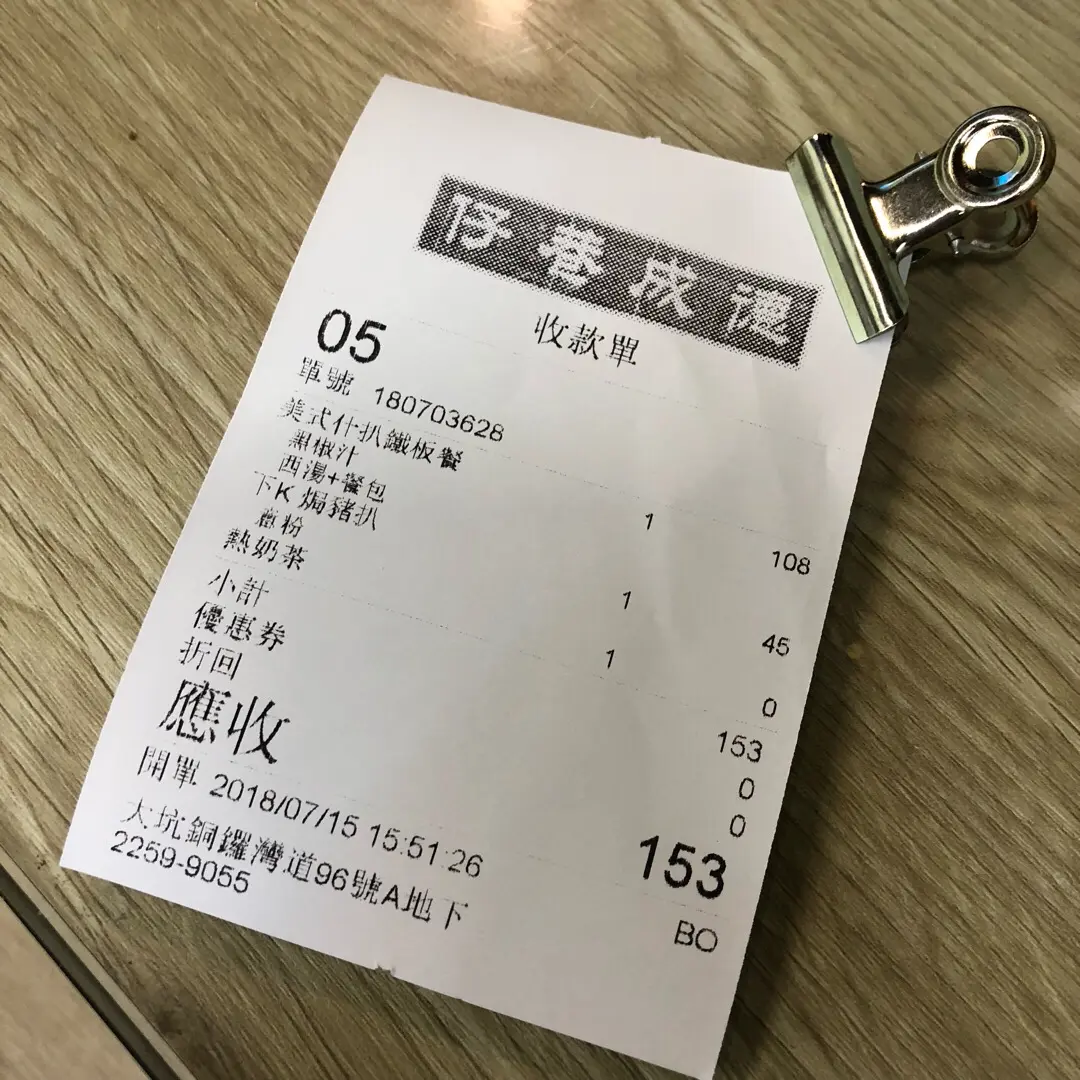 仔 成
收款單
05
單號 180703628
美式什扒鐵板餐 1 108
黑椒汁
西湯+餐包
下K 焗豬扒 1 45
意粉
熱奶茶 1 0
小計 153
優惠券 0
折回 0
應收 153
開單 2018/07/15 15:51:26 BO
大坑銅鑼灣道96號A地下
2259-9055